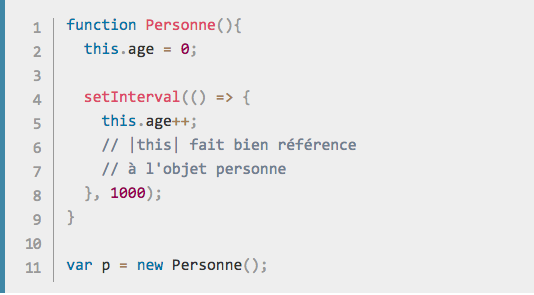 1 function Personne(){
2   this.age = 0;
3
4   setInterval(() => {
5     this.age++;
6     // |this| fait bien référence
7     // à l'objet personne
8   }, 1000);
9 }
10
11 var p = new Personne();